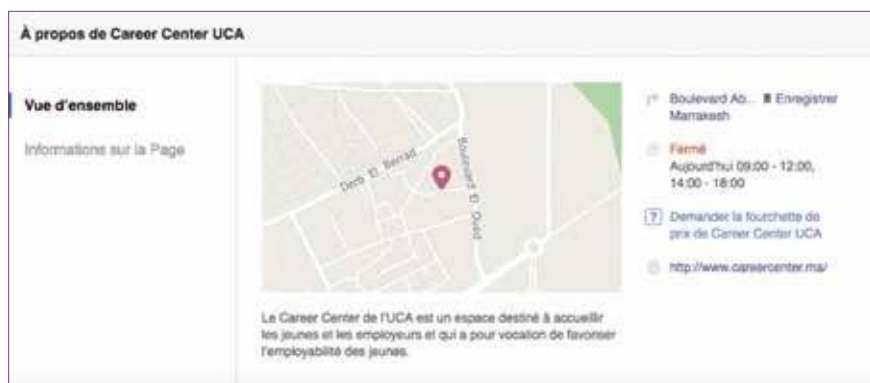 À propos de Career Center UCA
Vue d'ensemble
Informations sur la Page
Derb El Berrad
Boulevard El Oued
Le Career Center de l'UCA est un espace destiné à accueillir
les jeunes et les employeurs et qui a pour vocation de favoriser
l'employabilité des jeunes.
Boulevard Ab... Enregistrer
Marrakesh
Fermé
Aujourd'hui 09:00 - 12:00,
14:00 - 18:00
? Demander la fourchette de
prix de Career Center UCA
http://www.careercenter.ma/